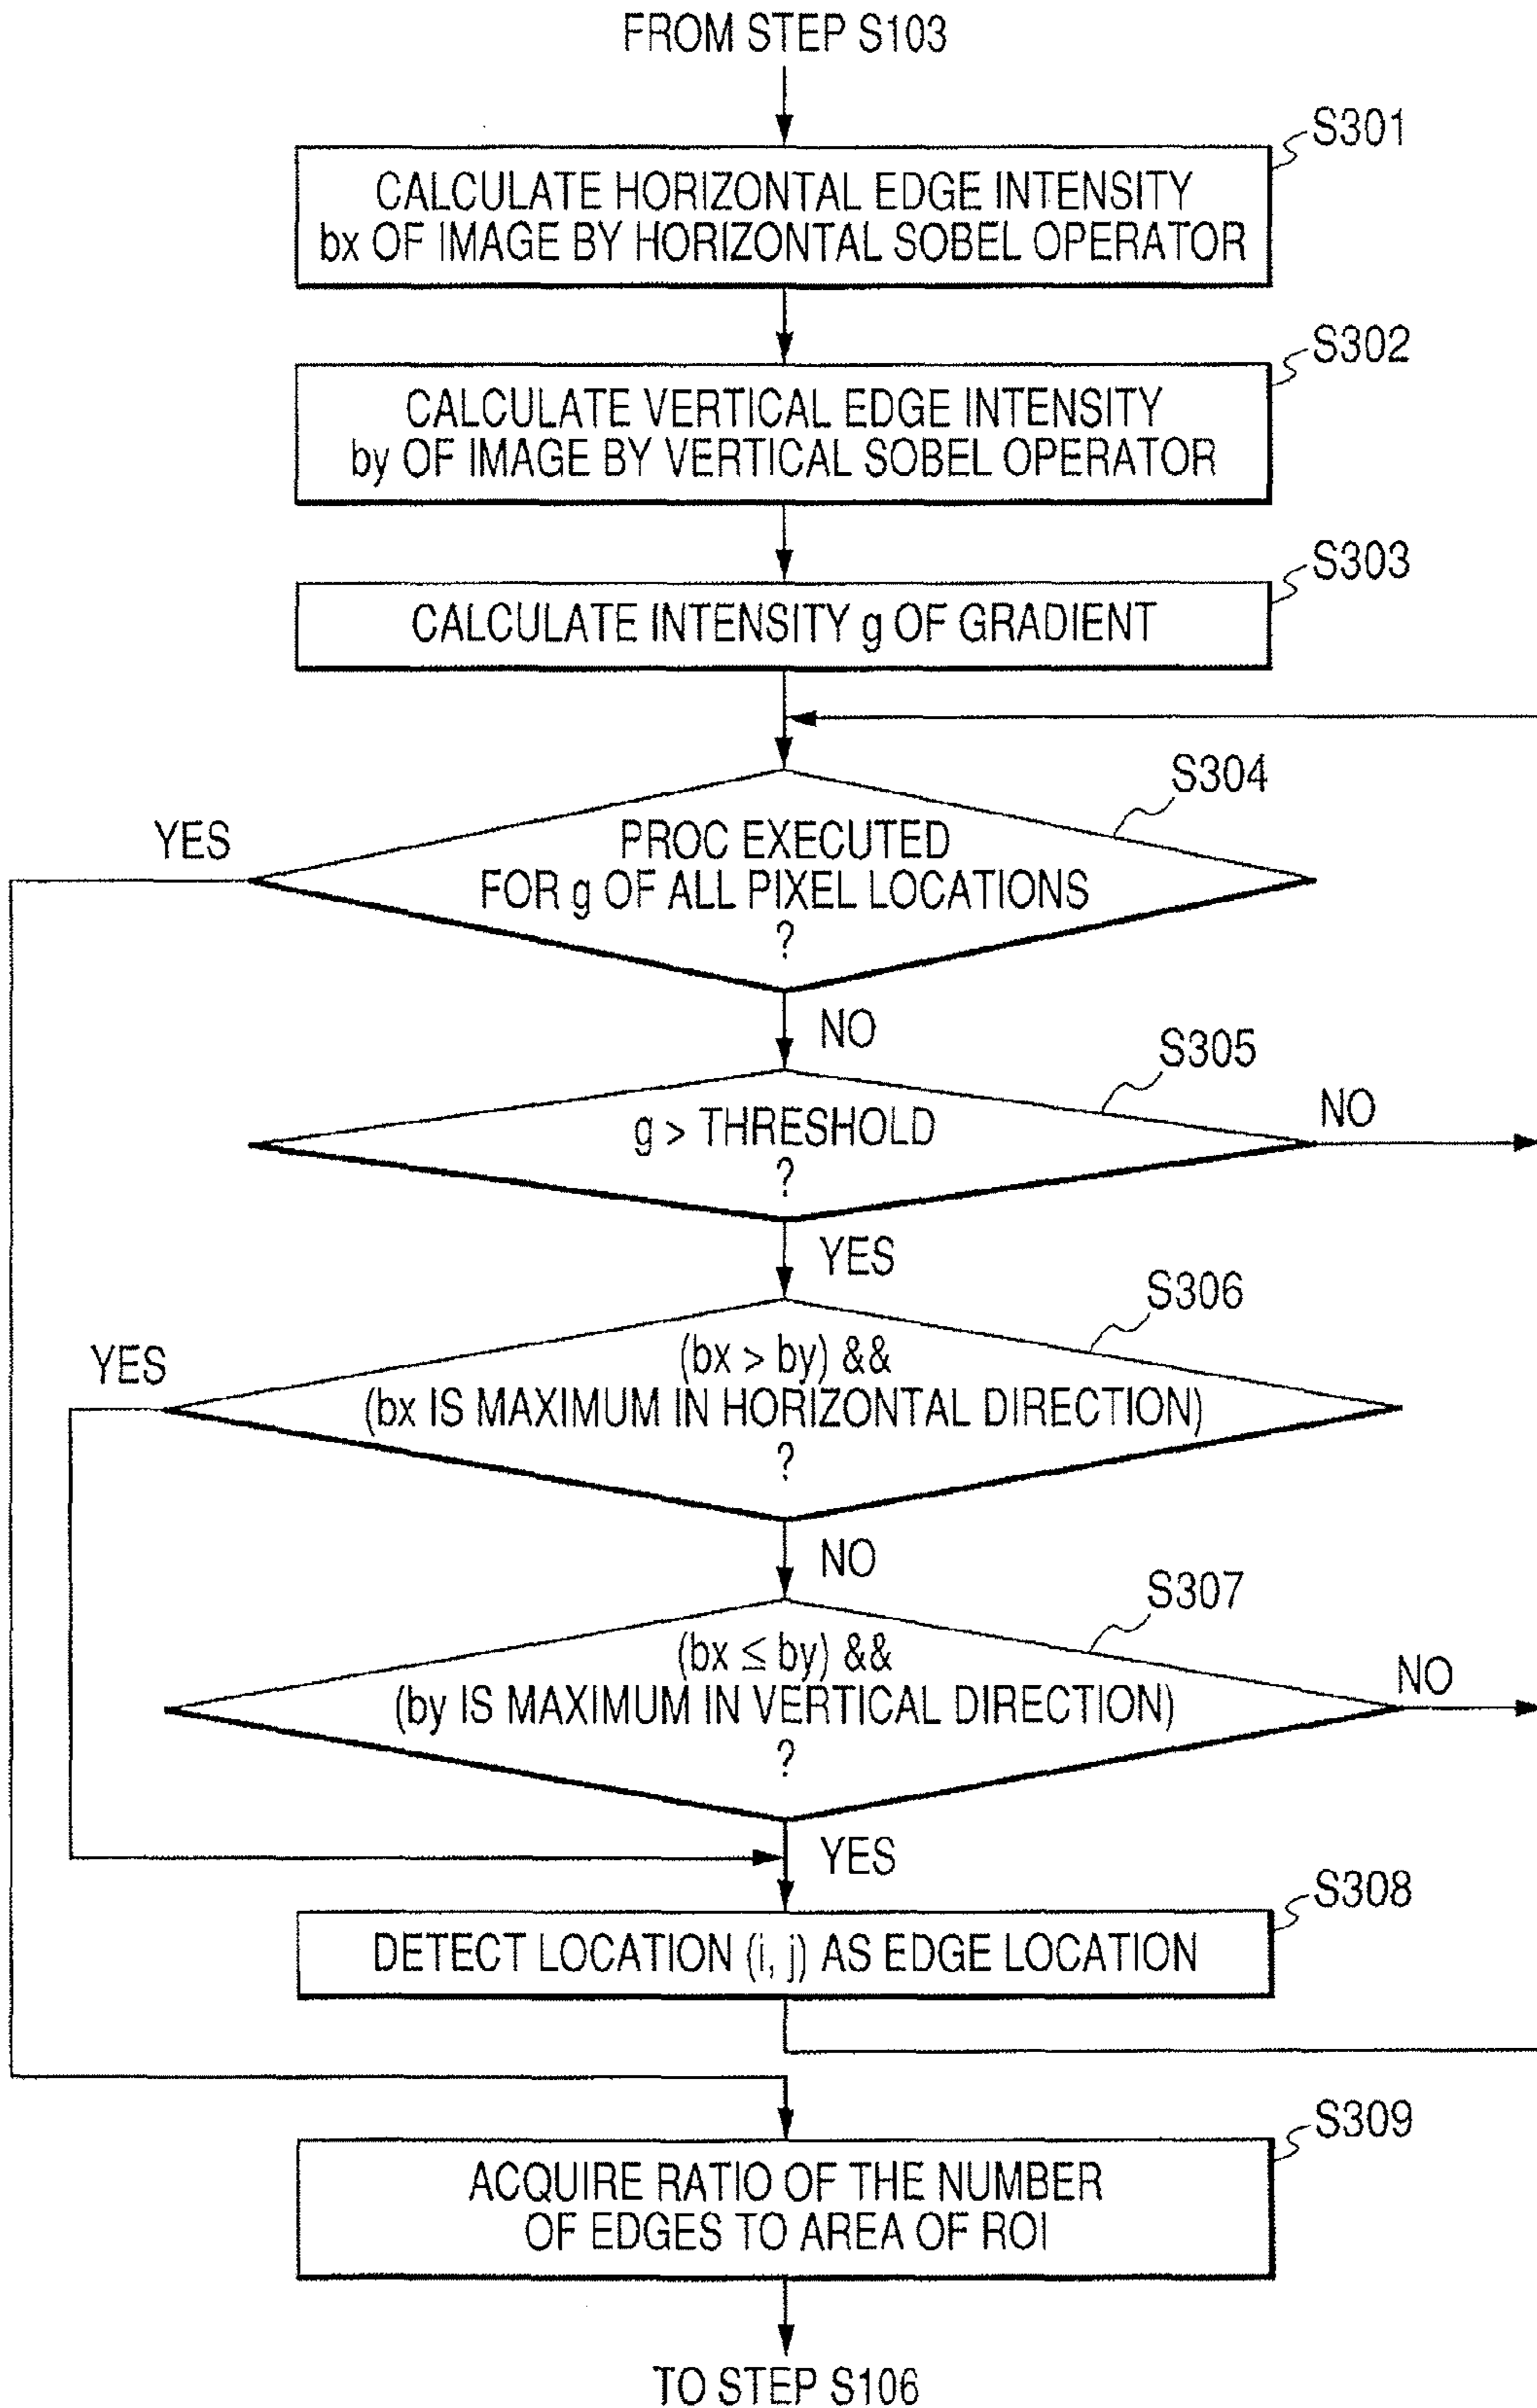 FROM STEP S103
S301
CALCULATE HORIZONTAL EDGE INTENSITY
bx OF IMAGE BY HORIZONTAL SOBEL OPERATOR
S302
CALCULATE VERTICAL EDGE INTENSITY
by OF IMAGE BY VERTICAL SOBEL OPERATOR
S303
CALCULATE INTENSITY g OF GRADIENT
S304
YES
PROC EXECUTED
FOR g OF ALL PIXEL LOCATIONS
?
NO
S305
g > THRESHOLD
?
NO
YES
S306
YES
(bx > by) &&
(bx IS MAXIMUM IN HORIZONTAL DIRECTION)
?
NO
S307
(bx ≤ by) &&
(by IS MAXIMUM IN VERTICAL DIRECTION)
?
NO
YES
S308
DETECT LOCATION (i, j) AS EDGE LOCATION
S309
ACQUIRE RATIO OF THE NUMBER
OF EDGES TO AREA OF ROI
TO STEP S106